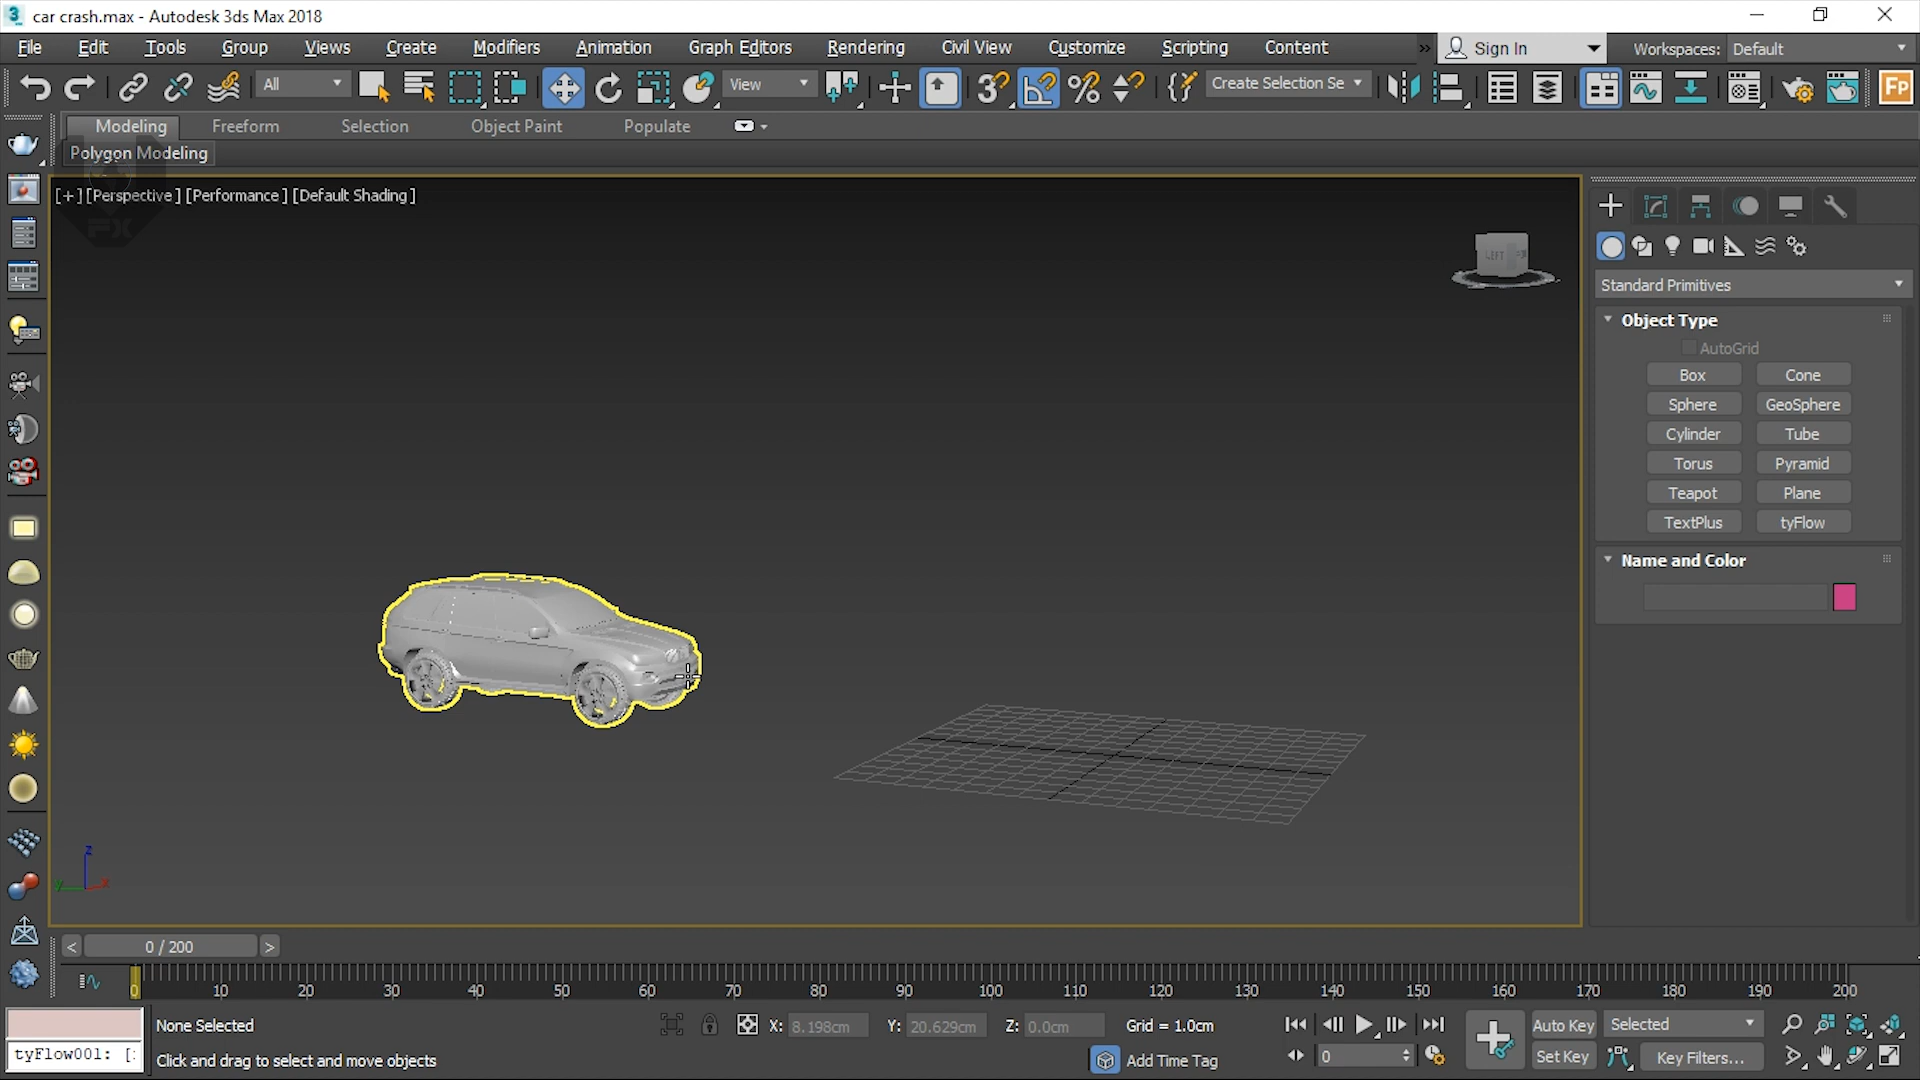 car crash.max - Autodesk 3ds Max 2018
File Edit Tools Group Views Create Modifiers Animation Graph Editors Rendering Civil View Customize Scripting Content
Sign In
Workspaces: Default
All
View
Create Selection Se
Fp
Modeling Freeform Selection Object Paint Populate
Polygon Modeling
[+] [Perspective] [Performance] [Default Shading]
FX
LEFT
Standard Primitives
Object Type
AutoGrid
Box Cone
Sphere GeoSphere
Cylinder Tube
Torus Pyramid
Teapot Plane
TextPlus tyFlow
Name and Color
z
y x
< 0 / 200 >
0 10 20 30 40 50 60 70 80 90 100 110 120 130 140 150 160 170 180 190 200
None Selected
X: 8.198cm Y: 20.629cm Z: 0.0cm Grid = 1.0cm
Auto Key Selected
tyFlow001: [
Click and drag to select and move objects
Add Time Tag
0
Set Key Key Filters...